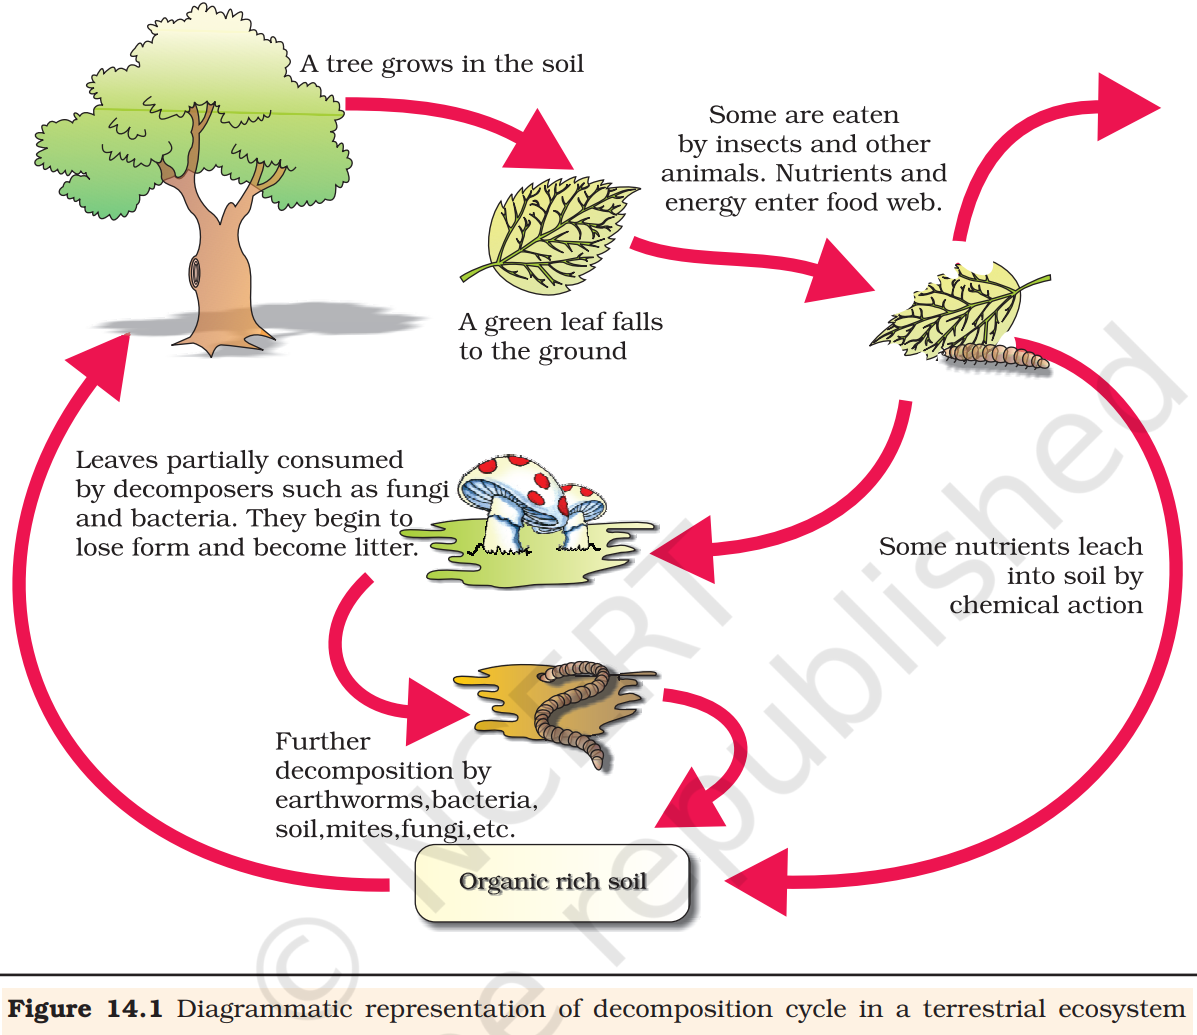 A tree grows in the soil
Some are eaten
by insects and other
animals. Nutrients and
energy enter food web.
A green leaf falls
to the ground
Leaves partially consumed
by decomposers such as fungi
and bacteria. They begin to
lose form and become litter.
Some nutrients leach
into soil by
chemical action
Further
decomposition by
earthworms,bacteria,
soil,mites,fungi,etc.
Organic rich soil
© NCERT
be republished
Figure 14.1 Diagrammatic representation of decomposition cycle in a terrestrial ecosystem